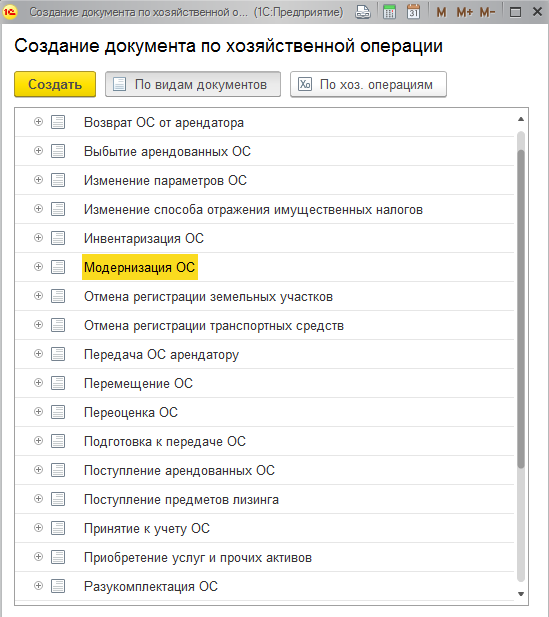 1С Создание документа по хозяйственной о... (1С:Предприятие) 31 M M+ M-
Создание документа по хозяйственной операции
Создать По видам документов Хо По хоз. операциям
Возврат ОС от арендатора
Выбытие арендованных ОС
Изменение параметров ОС
Изменение способа отражения имущественных налогов
Инвентаризация ОС
Модернизация ОС
Отмена регистрации земельных участков
Отмена регистрации транспортных средств
Передача ОС арендатору
Перемещение ОС
Переоценка ОС
Подготовка к передаче ОС
Поступление арендованных ОС
Поступление предметов лизинга
Принятие к учету ОС
Приобретение услуг и прочих активов
Разукомплектация ОС